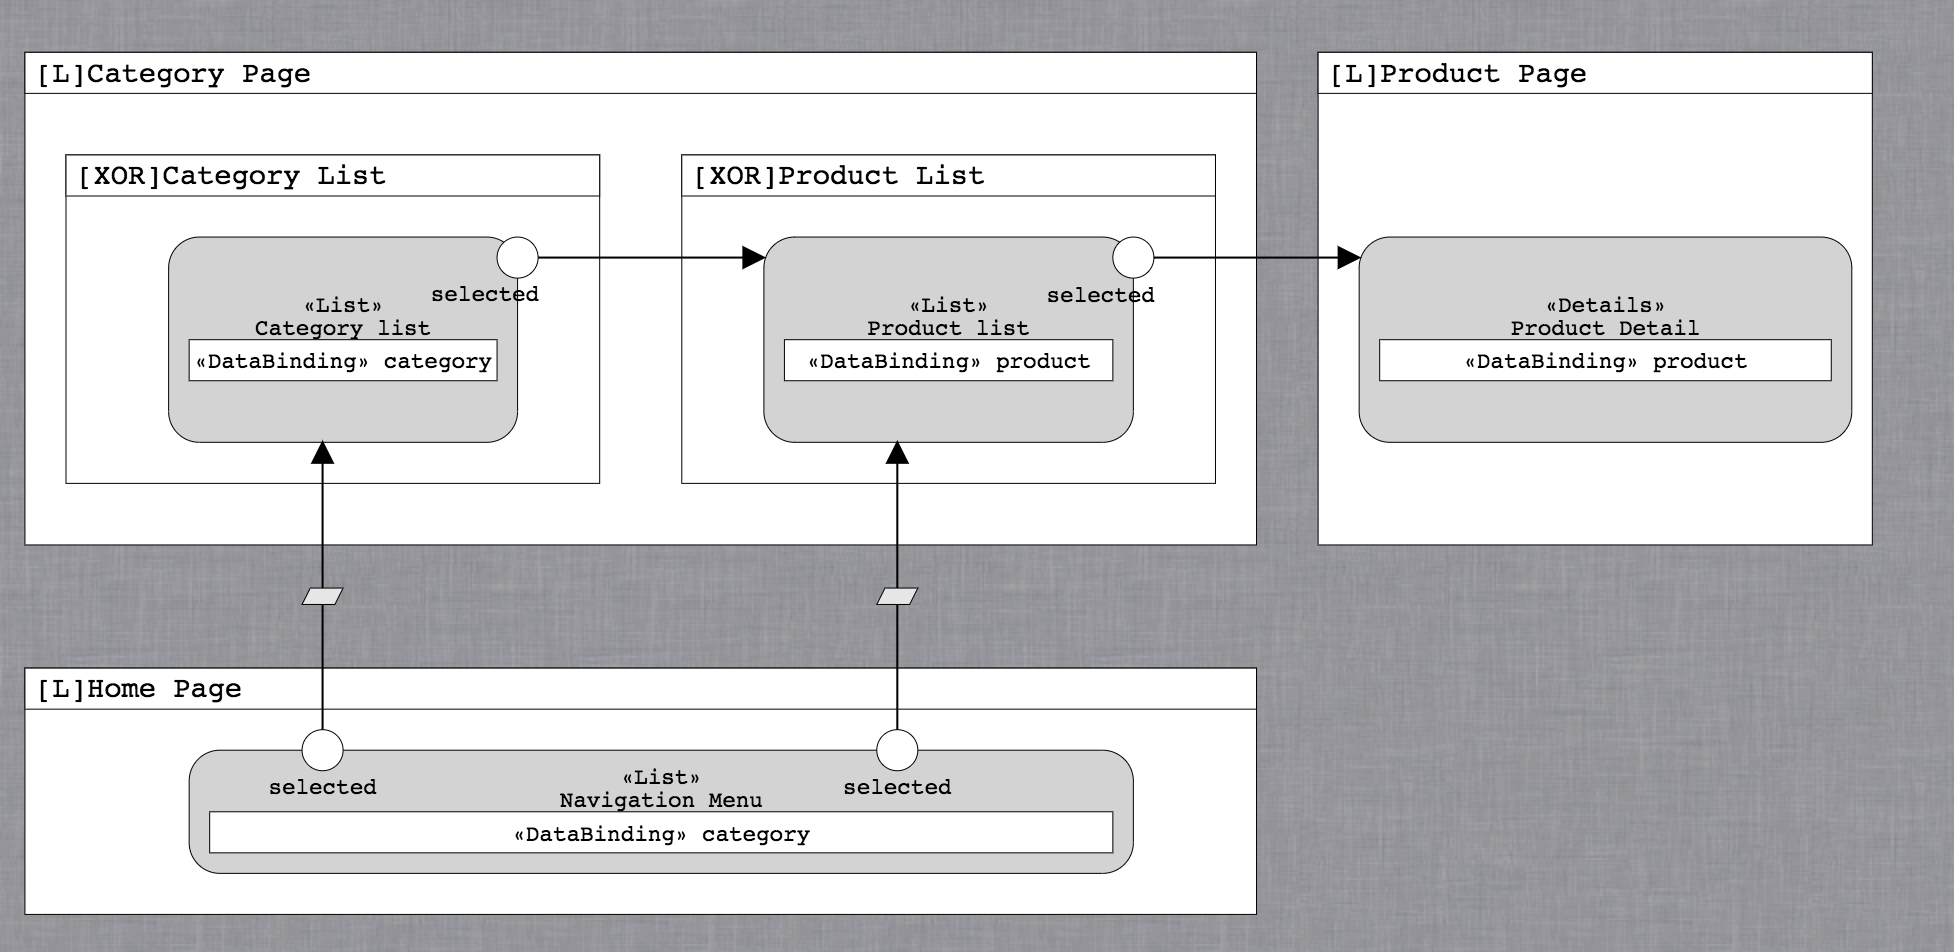 [L]Category Page
[L]Product Page
[XOR]Category List
[XOR]Product List
selected
«List»
Category list
«DataBinding» category
selected
«List»
Product list
«DataBinding» product
«Details»
Product Detail
«DataBinding» product
[L]Home Page
selected
«List»
Navigation Menu
selected
«DataBinding» category